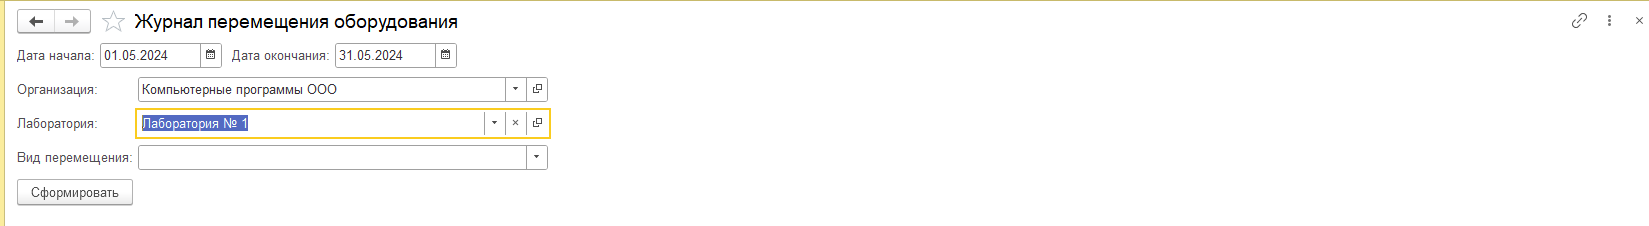 Журнал перемещения оборудования
Дата начала: 01.05.2024 Дата окончания: 31.05.2024
Организация: Компьютерные программы ООО
Лаборатория: Лаборатория № 1
Вид перемещения:
Сформировать